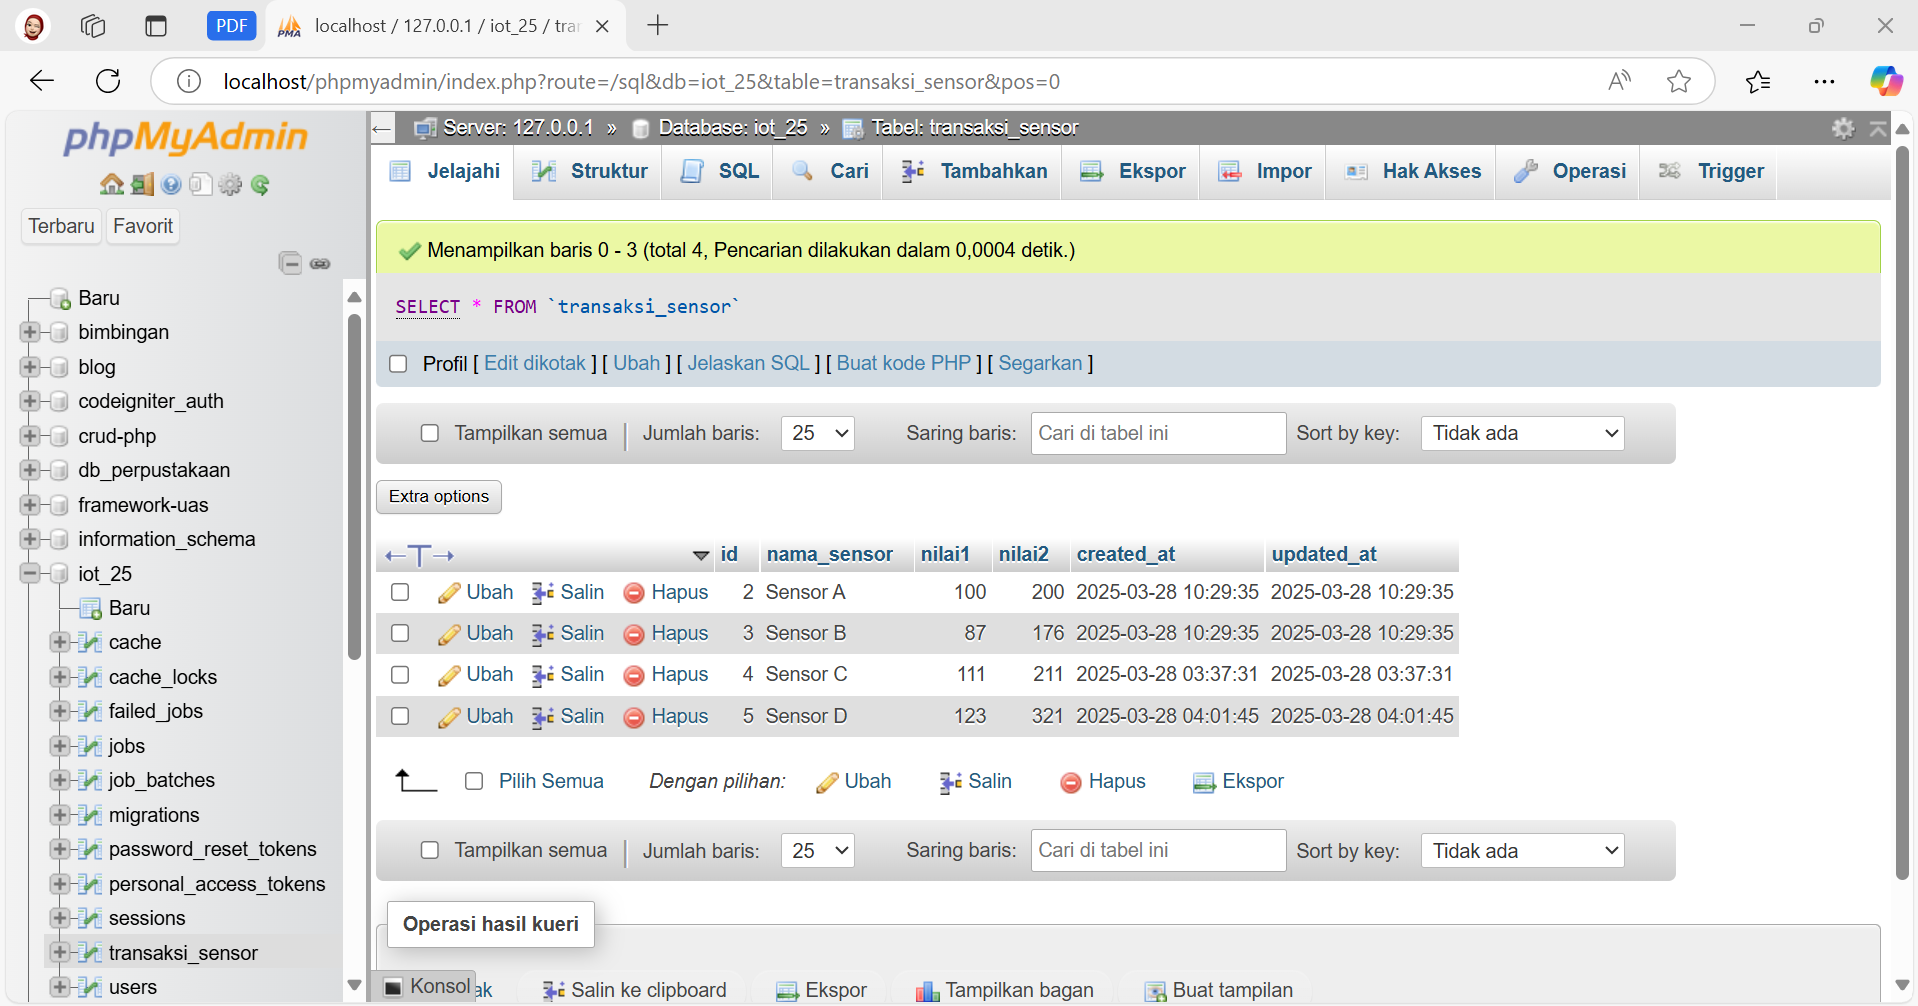 PDF
PMA
localhost / 127.0.0.1 / iot_25 / tran
localhost/phpmyadmin/index.php?route=/sql&db=iot_25&table=transaksi_sensor&pos=0
phpMyAdmin
Terbaru Favorit
Baru
bimbingan
blog
codeigniter_auth
crud-php
db_perpustakaan
framework-uas
information_schema
iot_25
Baru
cache
cache_locks
failed_jobs
jobs
job_batches
migrations
password_reset_tokens
personal_access_tokens
sessions
transaksi_sensor
users
Server: 127.0.0.1 » Database: iot_25 » Tabel: transaksi_sensor
Jelajahi Struktur SQL Cari Tambahkan Ekspor Impor Hak Akses Operasi Trigger
Menampilkan baris 0 - 3 (total 4, Pencarian dilakukan dalam 0,0004 detik.)
SELECT * FROM `transaksi_sensor`
Profil [ Edit dikotak ] [ Ubah ] [ Jelaskan SQL ] [ Buat kode PHP ] [ Segarkan ]
Tampilkan semua | Jumlah baris: 25 Saring baris: Cari di tabel ini Sort by key: Tidak ada
Extra options
←T→ id nama_sensor nilai1 nilai2 created_at updated_at
Ubah Salin Hapus 2 Sensor A 100 200 2025-03-28 10:29:35 2025-03-28 10:29:35
Ubah Salin Hapus 3 Sensor B 87 176 2025-03-28 10:29:35 2025-03-28 10:29:35
Ubah Salin Hapus 4 Sensor C 111 211 2025-03-28 03:37:31 2025-03-28 03:37:31
Ubah Salin Hapus 5 Sensor D 123 321 2025-03-28 04:01:45 2025-03-28 04:01:45
Pilih Semua Dengan pilihan: Ubah Salin Hapus Ekspor
Tampilkan semua | Jumlah baris: 25 Saring baris: Cari di tabel ini Sort by key: Tidak ada
Operasi hasil kueri
Konsol ak Salin ke clipboard Ekspor Tampilkan bagan Buat tampilan